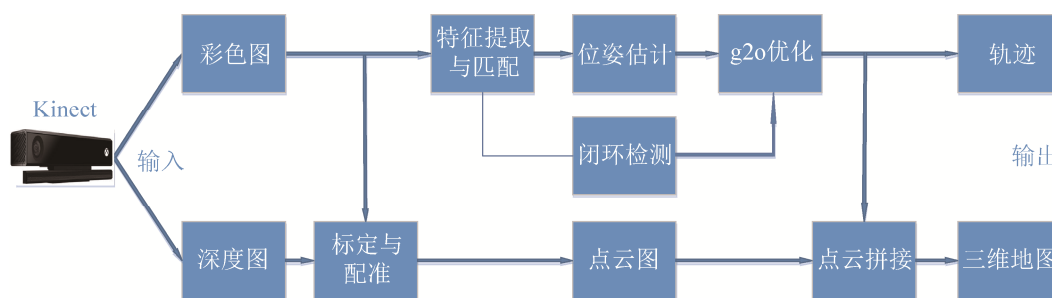 彩色图
特征提取
与匹配
位姿估计
g2o优化
轨迹
Kinect
输入
闭环检测
输出
深度图
标定与
配准
点云图
点云拼接
三维地图